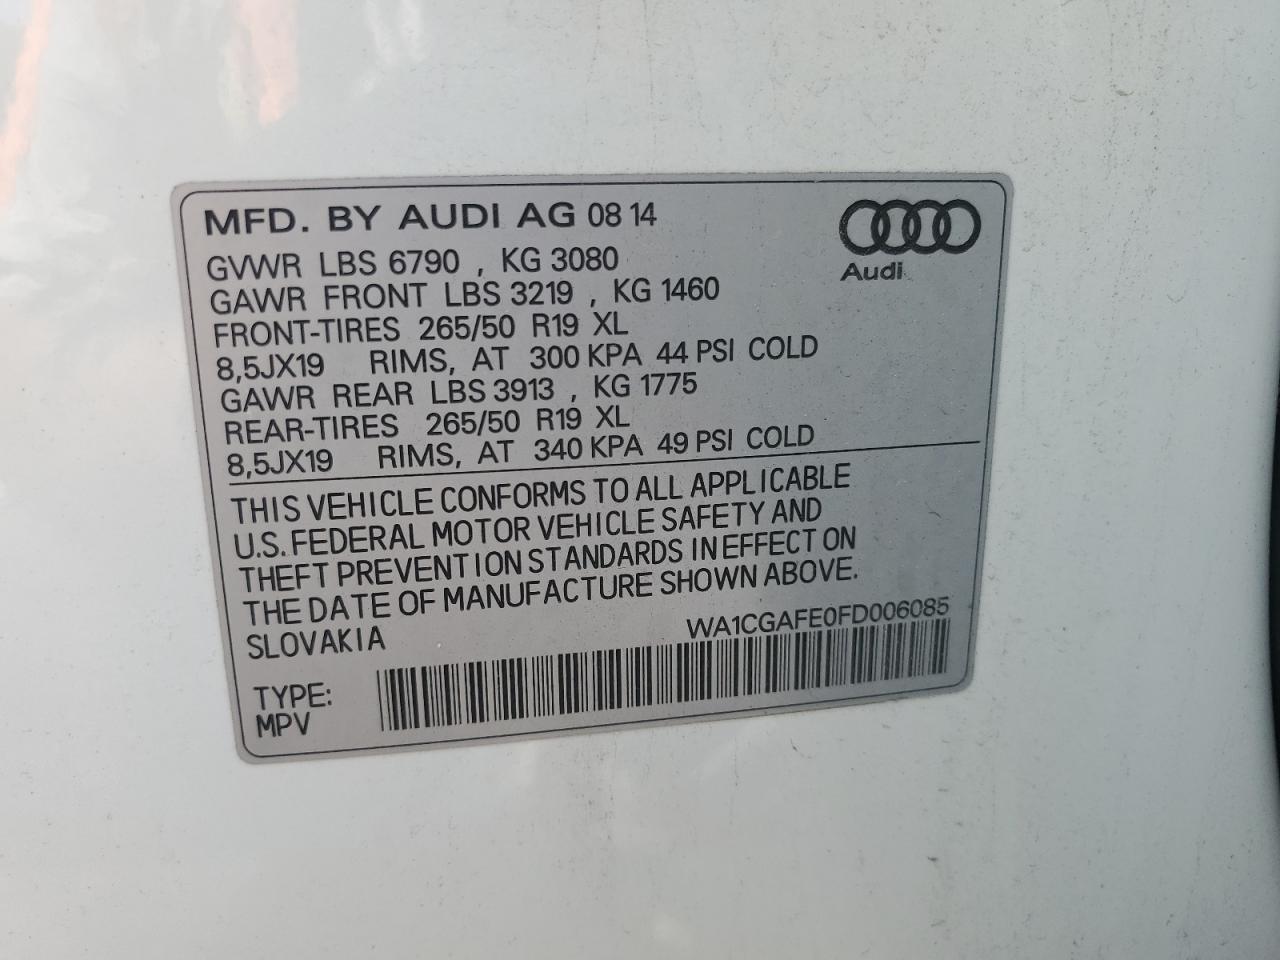 MFD. BY AUDI AG 08 14
Audi
GVWR LBS 6790 , KG 3080
GAWR FRONT LBS 3219 , KG 1460
FRONT-TIRES 265/50 R19 XL
8,5JX19 RIMS, AT 300 KPA 44 PSI COLD
GAWR REAR LBS 3913 , KG 1775
REAR-TIRES 265/50 R19 XL
8,5JX19 RIMS, AT 340 KPA 49 PSI COLD
THIS VEHICLE CONFORMS TO ALL APPLICABLE
U.S. FEDERAL MOTOR VEHICLE SAFETY AND
THEFT PREVENTION STANDARDS IN EFFECT ON
THE DATE OF MANUFACTURE SHOWN ABOVE.
SLOVAKIA
WA1CGAFE0FD006085
TYPE:
MPV